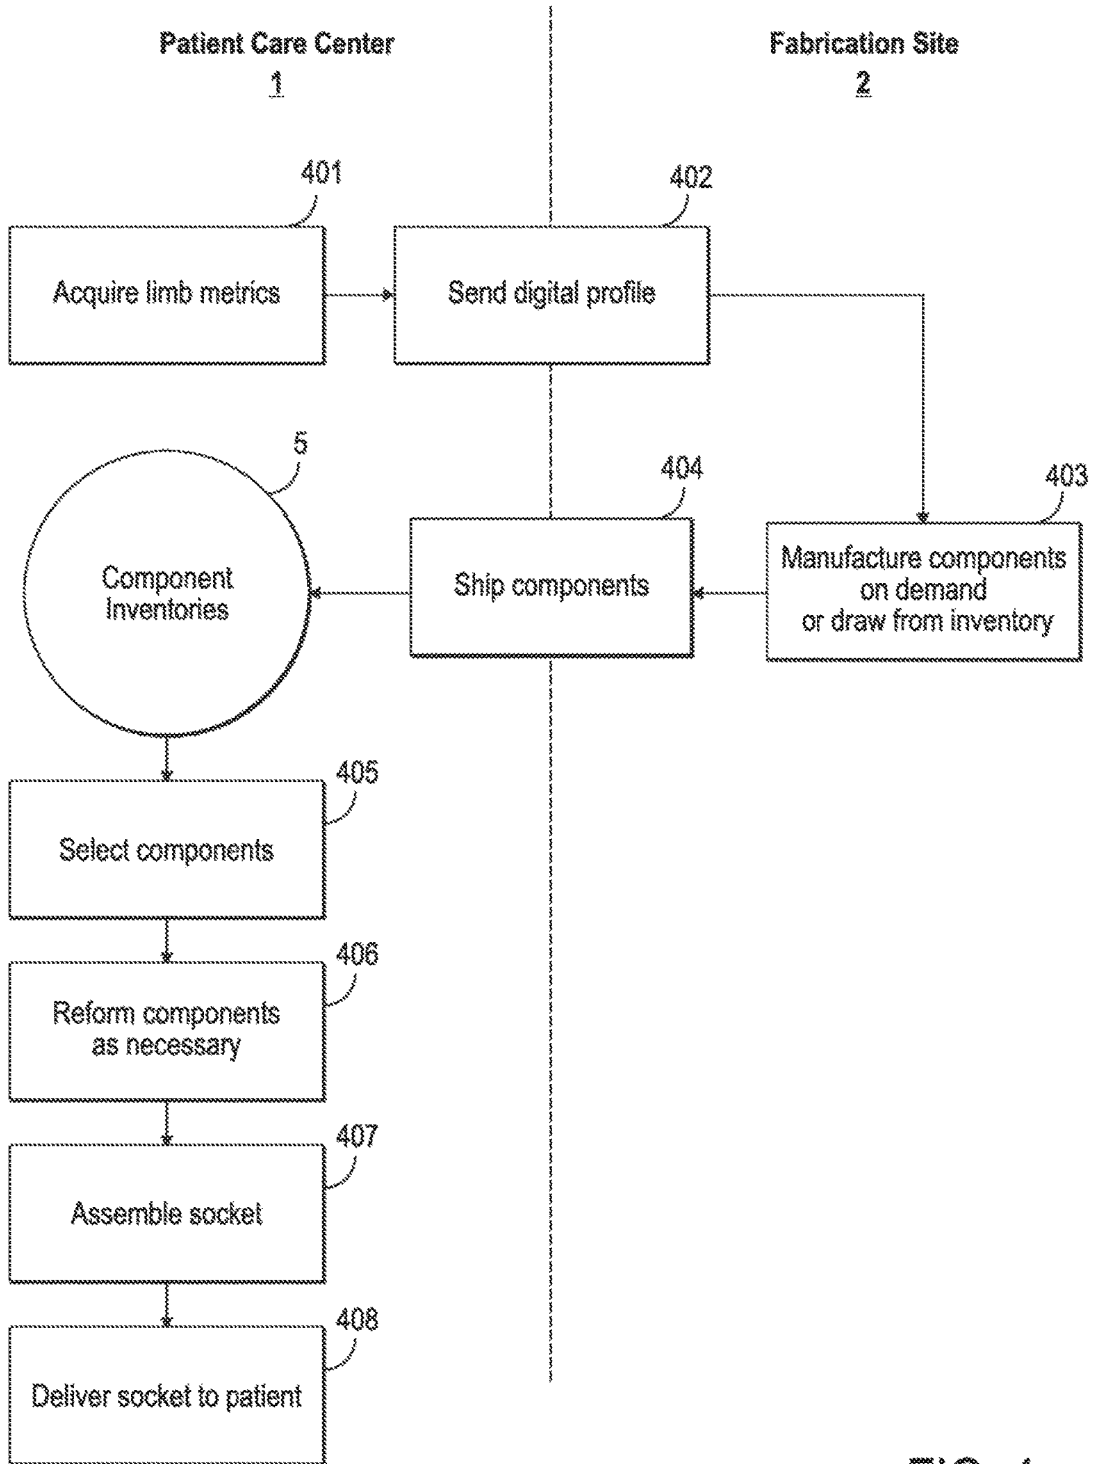 Patient Care Center
1
Fabrication Site
2
401
Acquire limb metrics
402
Send digital profile
5
Component
Inventories
404
Ship components
403
Manufacture components
on demand
or draw from inventory
405
Select components
406
Reform components
as necessary
407
Assemble socket
408
Deliver socket to patient